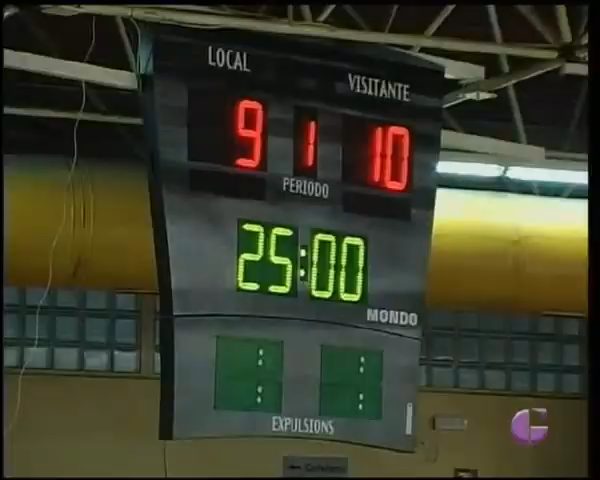 LOCAL
VISITANTE
9 1 10
PERIODO
25:00
MONDO
: :
: :
EXPULSIONS